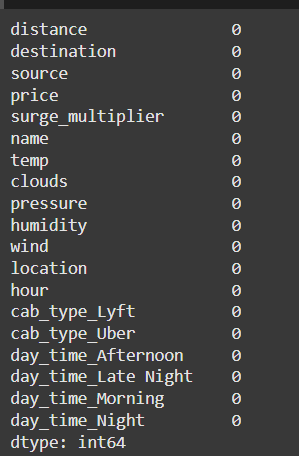 distance 0
destination 0
source 0
price 0
surge_multiplier 0
name 0
temp 0
clouds 0
pressure 0
humidity 0
wind 0
location 0
hour 0
cab_type_Lyft 0
cab_type_Uber 0
day_time_Afternoon 0
day_time_Late Night 0
day_time_Morning 0
day_time_Night 0
dtype: int64